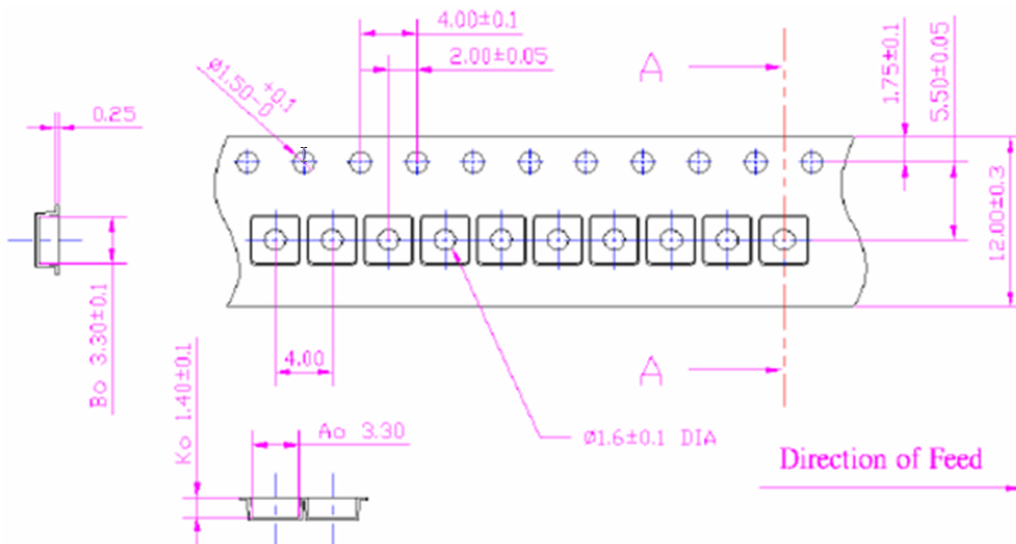 4.00±0.1
2.00±0.05
Ø1.50+0.1-0
0.25
A
1.75±0.1
5.50±0.05
12.00±0.3
Bo 3.30±0.1
4.00
A
Ko 1.40±0.1
Ao 3.30
Ø1.6±0.1 DIA
Direction of Feed